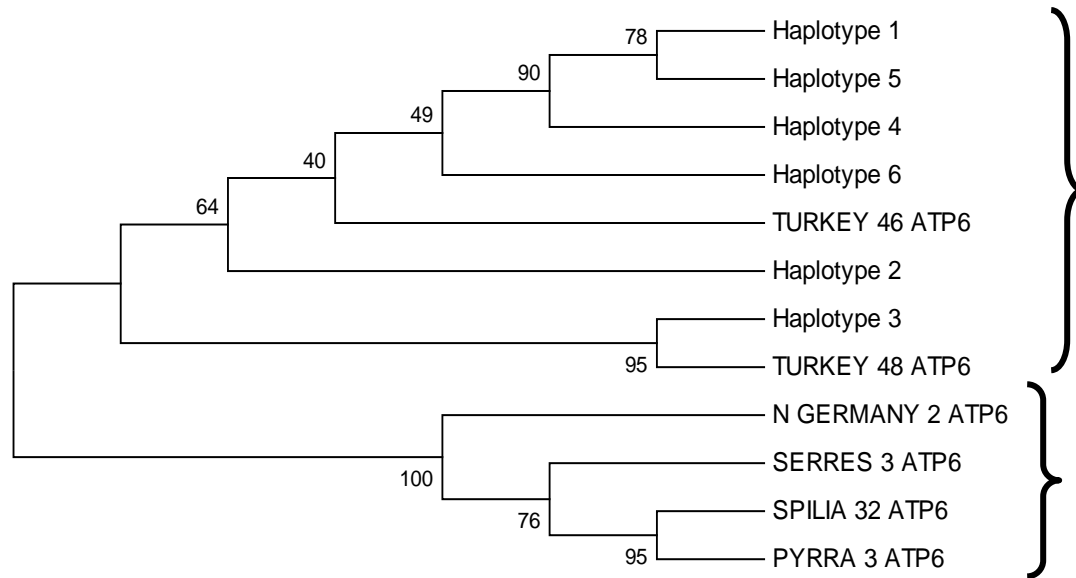 78
Haplotype 1
90
Haplotype 5
49
Haplotype 4
40
Haplotype 6
64
TURKEY 46 ATP6
Haplotype 2
Haplotype 3
95
TURKEY 48 ATP6
N GERMANY 2 ATP6
100
SERRES 3 ATP6
76
SPILIA 32 ATP6
95
PYRRA 3 ATP6